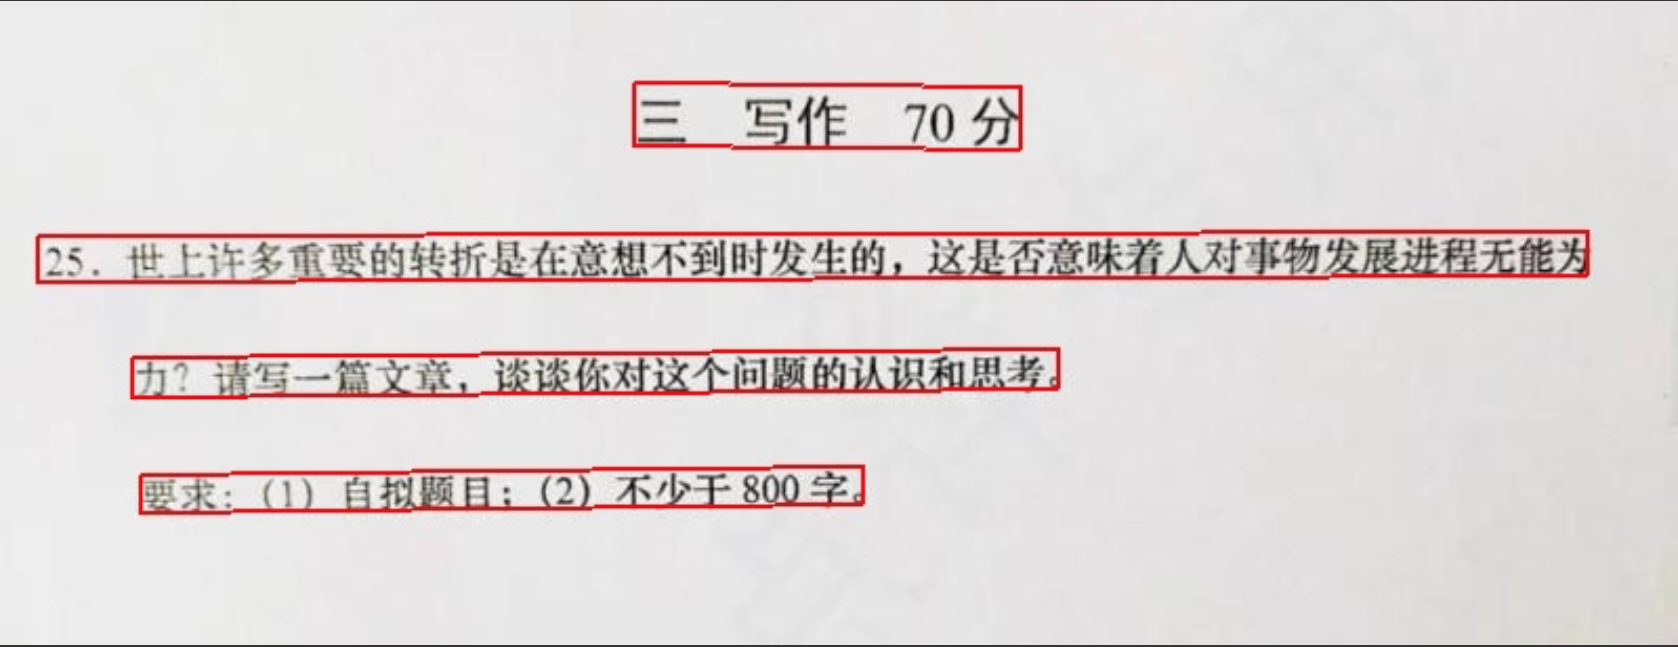 三 写作 70 分
25. 世上许多重要的转折是在意想不到时发生的，这是否意味着人对事物发展进程无能为
力？请写一篇文章，谈谈你对这个问题的认识和思考。
要求：（1）自拟题目；（2）不少于 800 字。